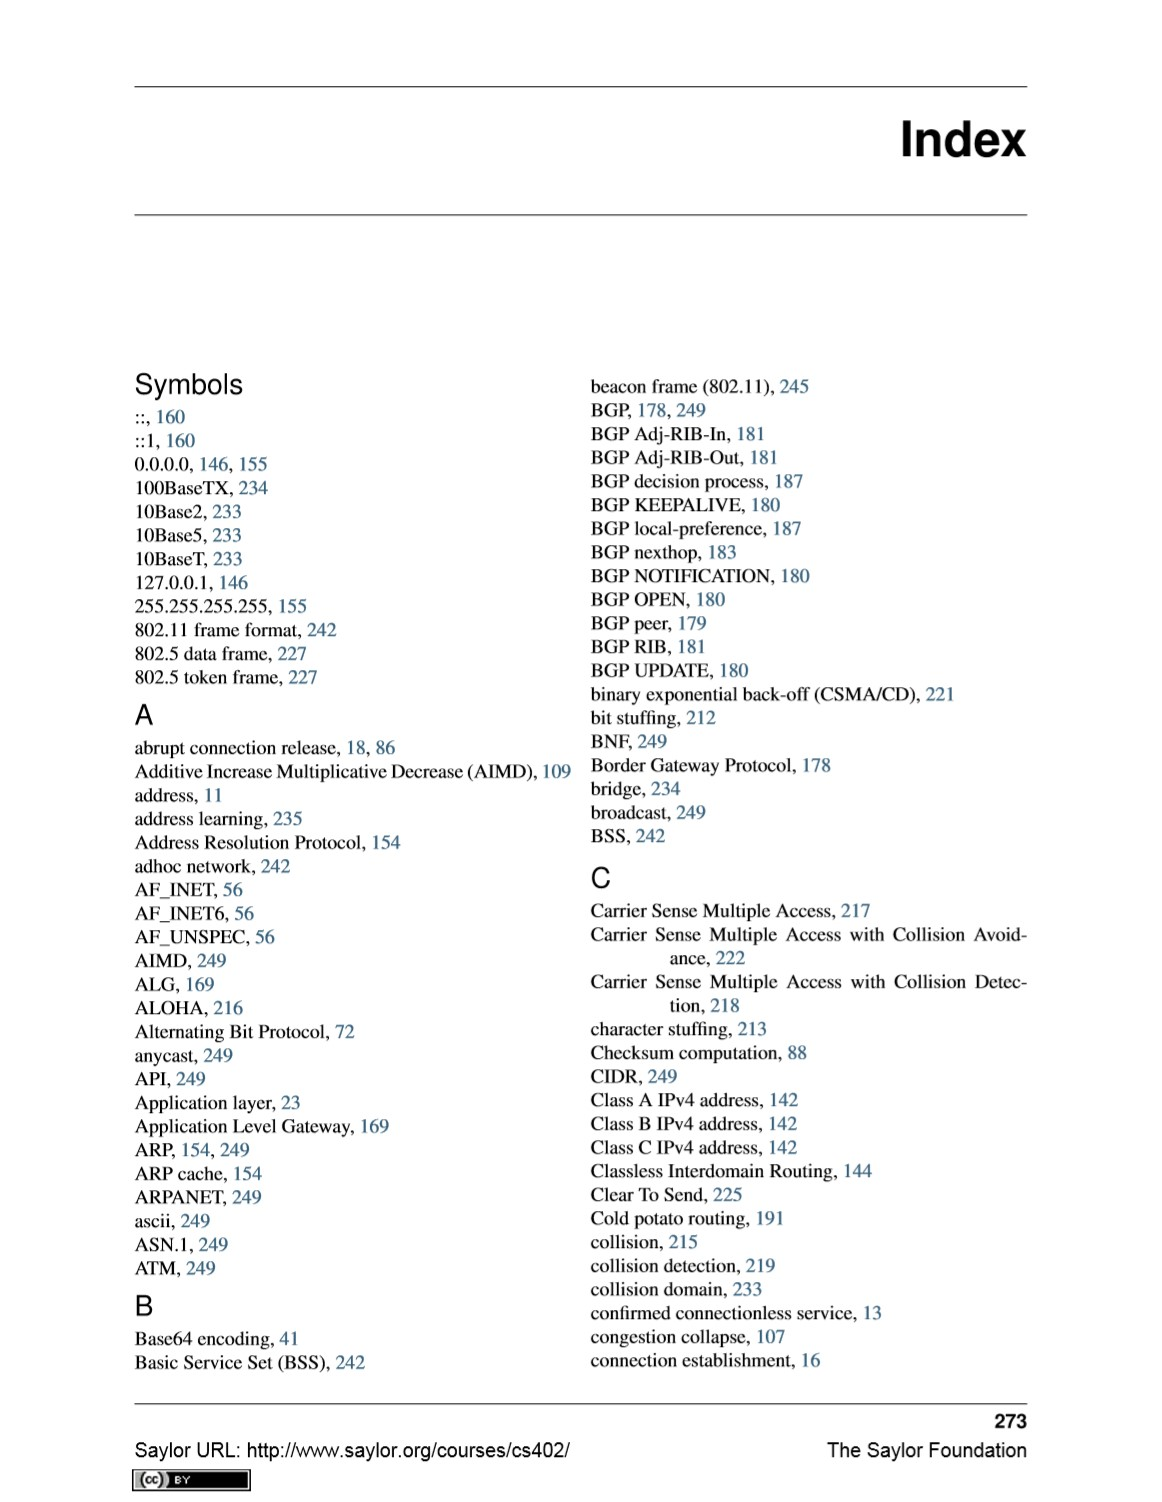 Index
Symbols
::, 160
::1, 160
0.0.0.0, 146, 155
100BaseTX, 234
10Base2, 233
10Base5, 233
10BaseT, 233
127.0.0.1, 146
255.255.255.255, 155
802.11 frame format, 242
802.5 data frame, 227
802.5 token frame, 227
A
abrupt connection release, 18, 86
Additive Increase Multiplicative Decrease (AIMD), 109
address, 11
address learning, 235
Address Resolution Protocol, 154
adhoc network, 242
AF_INET, 56
AF_INET6, 56
AF_UNSPEC, 56
AIMD, 249
ALG, 169
ALOHA, 216
Alternating Bit Protocol, 72
anycast, 249
API, 249
Application layer, 23
Application Level Gateway, 169
ARP, 154, 249
ARP cache, 154
ARPANET, 249
ascii, 249
ASN.1, 249
ATM, 249
B
Base64 encoding, 41
Basic Service Set (BSS), 242
beacon frame (802.11), 245
BGP, 178, 249
BGP Adj-RIB-In, 181
BGP Adj-RIB-Out, 181
BGP decision process, 187
BGP KEEPALIVE, 180
BGP local-preference, 187
BGP nexthop, 183
BGP NOTIFICATION, 180
BGP OPEN, 180
BGP peer, 179
BGP RIB, 181
BGP UPDATE, 180
binary exponential back-off (CSMA/CD), 221
bit stuffing, 212
BNF, 249
Border Gateway Protocol, 178
bridge, 234
broadcast, 249
BSS, 242
C
Carrier Sense Multiple Access, 217
Carrier Sense Multiple Access with Collision Avoid-
ance, 222
Carrier Sense Multiple Access with Collision Detec-
tion, 218
character stuffing, 213
Checksum computation, 88
CIDR, 249
Class A IPv4 address, 142
Class B IPv4 address, 142
Class C IPv4 address, 142
Classless Interdomain Routing, 144
Clear To Send, 225
Cold potato routing, 191
collision, 215
collision detection, 219
collision domain, 233
confirmed connectionless service, 13
congestion collapse, 107
connection establishment, 16
273
Saylor URL: http://www.saylor.org/courses/cs402/
The Saylor Foundation
(cc) BY